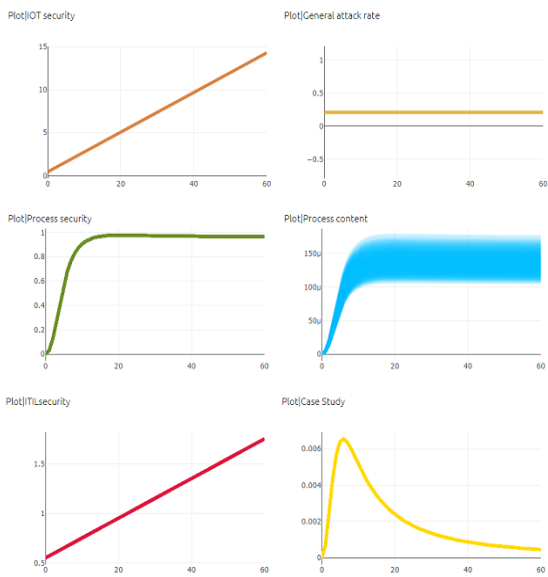 Plot|IOT security
15
10
5
0
0 20 40 60
Plot|General attack rate
1
0.5
0
−0.5
0 20 40 60
Plot|Process security
1
0.8
0.6
0.4
0.2
0
0 20 40 60
Plot|Process content
150μ
100μ
50μ
0
0 20 40 60
Plot|ITILsecurity
1.5
1
0.5
0 20 40 60
Plot|Case Study
0.006
0.004
0.002
0
0 20 40 60